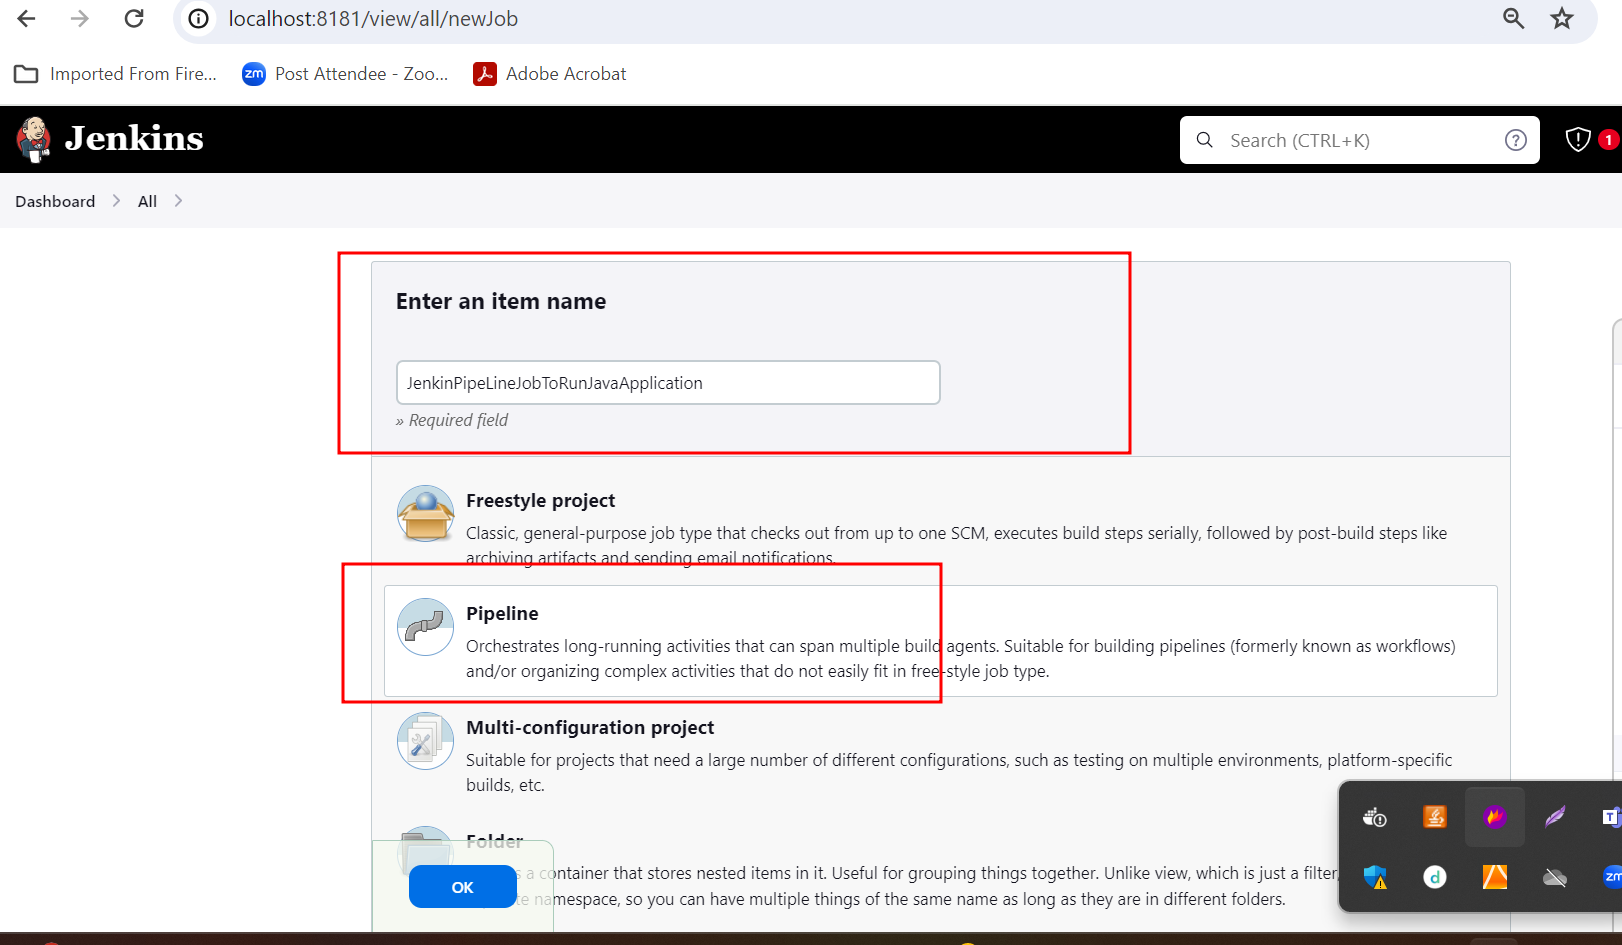 localhost:8181/view/all/newJob
Imported From Fire...
zm Post Attendee - Zoo...
Adobe Acrobat
Jenkins
Search (CTRL+K)
?
1
Dashboard
All
Enter an item name
JenkinPipeLineJobToRunJavaApplication
» Required field
Freestyle project
Classic, general-purpose job type that checks out from up to one SCM, executes build steps serially, followed by post-build steps like
archiving artifacts and sending email notifications.
Pipeline
Orchestrates long-running activities that can span multiple build agents. Suitable for building pipelines (formerly known as workflows)
and/or organizing complex activities that do not easily fit in free-style job type.
Multi-configuration project
Suitable for projects that need a large number of different configurations, such as testing on multiple environments, platform-specific
builds, etc.
Folder
a container that stores nested items in it. Useful for grouping things together. Unlike view, which is just a filter,
OK
namespace, so you can have multiple things of the same name as long as they are in different folders.
T
d
zm